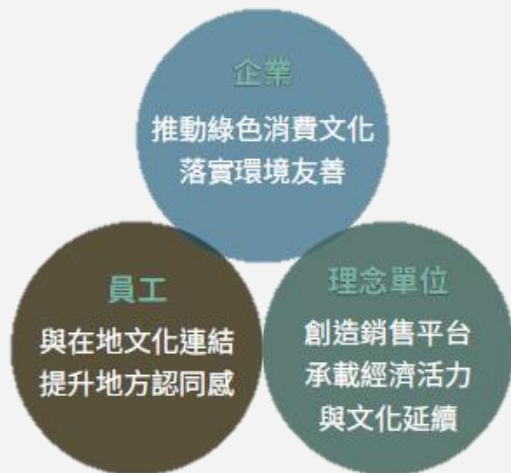 企業
推動綠色消費文化
落實環境友善
員工
與在地文化連結
提升地方認同感
理念單位
創造銷售平台
承載經濟活力
與文化延續